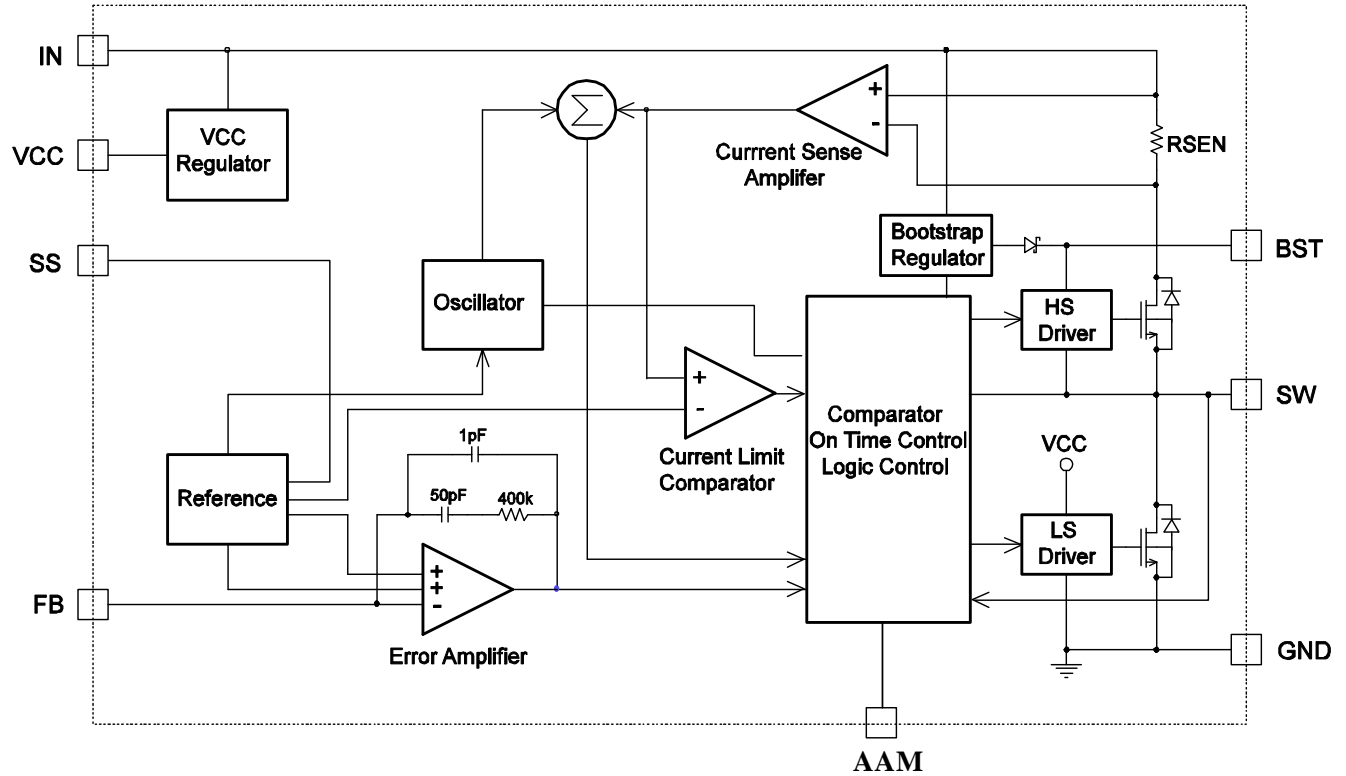 IN
VCC
Regulator
VCC
SS
Σ
+
-
Currrent Sense
Amplifer
RSEN
Bootstrap
Regulator
BST
Oscillator
HS
Driver
+
-
Current Limit
Comparator
Comparator
On Time Control
Logic Control
SW
1pF
50pF
400k
VCC
Reference
LS
Driver
FB
+
+
-
Error Amplifier
GND
AAM